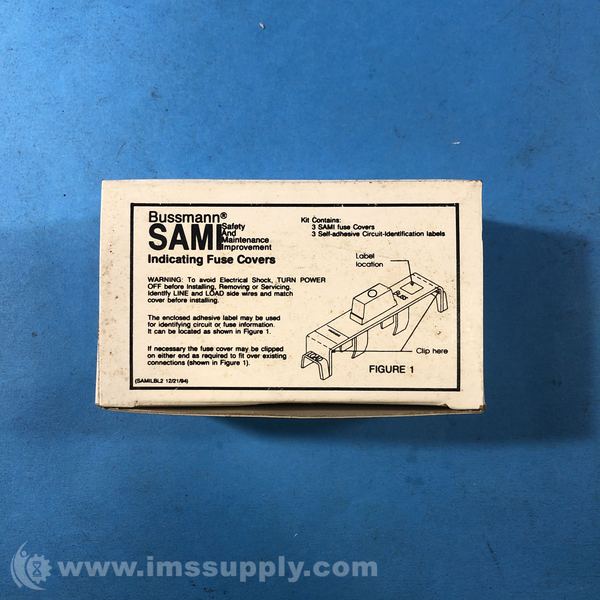 Bussmann®
SAMI
Safety
And
Maintenance
Improvement
Indicating Fuse Covers
WARNING: To avoid Electrical Shock, TURN POWER
OFF before Installing, Removing or Servicing.
Identify LINE and LOAD side wires and match
cover before installing.
The enclosed adhesive label may be used
for identifying circuit or fuse information.
It can be located as shown in Figure 1.
If necessary the fuse cover may be clipped
on either end as required to fit over existing
connections (shown in Figure 1).
(SAMILBL2 12/21/94)
Kit Contains:
3 SAMI fuse Covers
3 Self-adhesive Circuit-Identification labels
Label
location
Clip here
FIGURE 1
www.imssupply.com